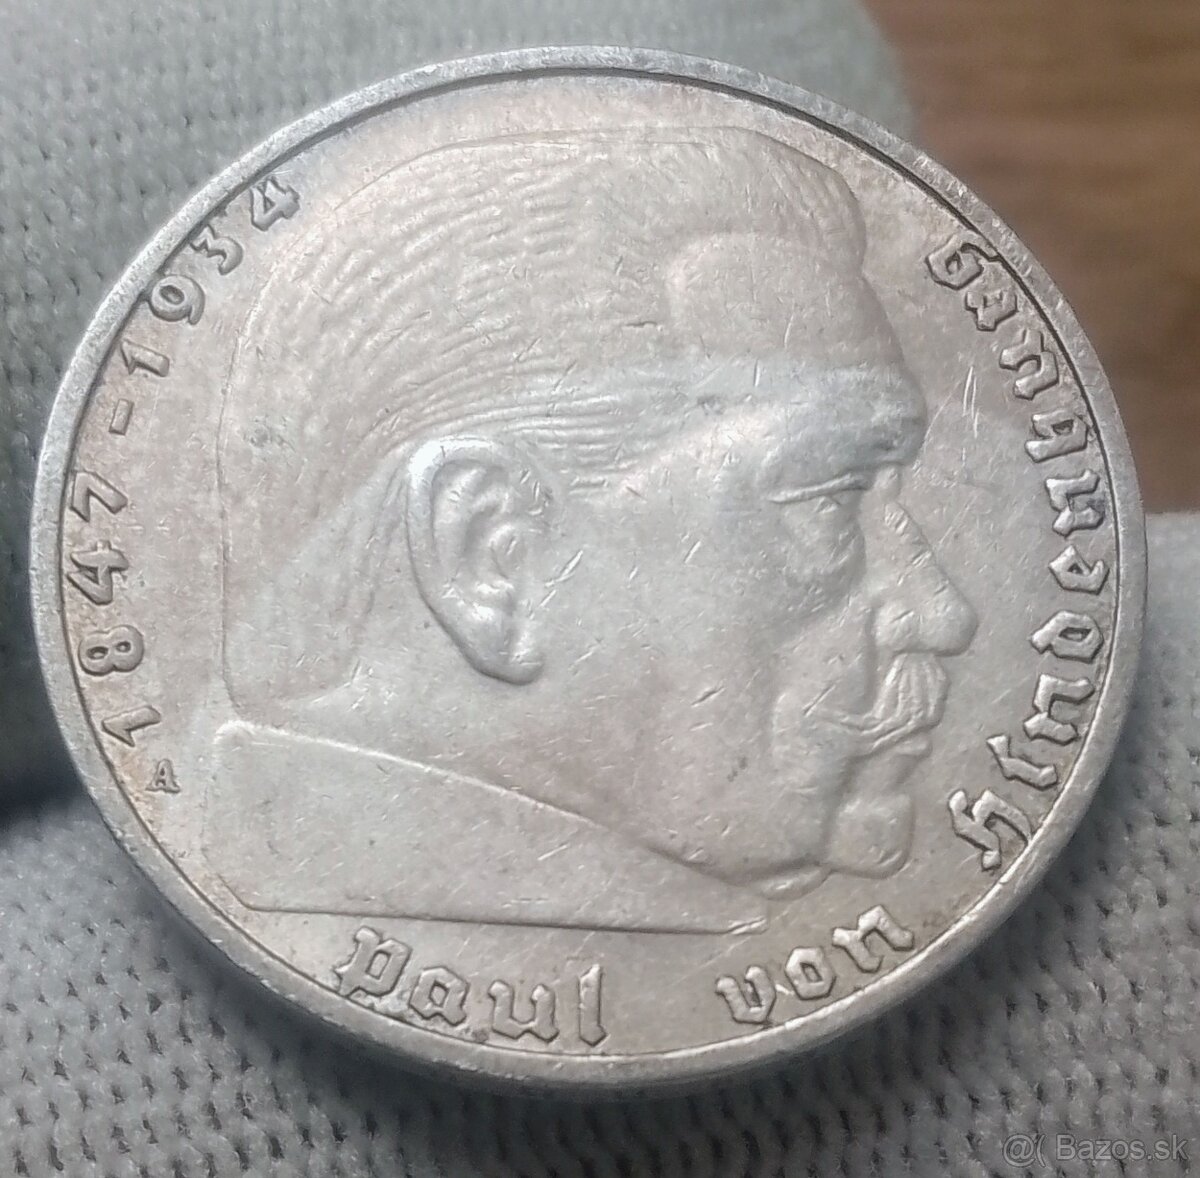 Paul von Hindenburg
1847-1934
A
@( Bazos.sk